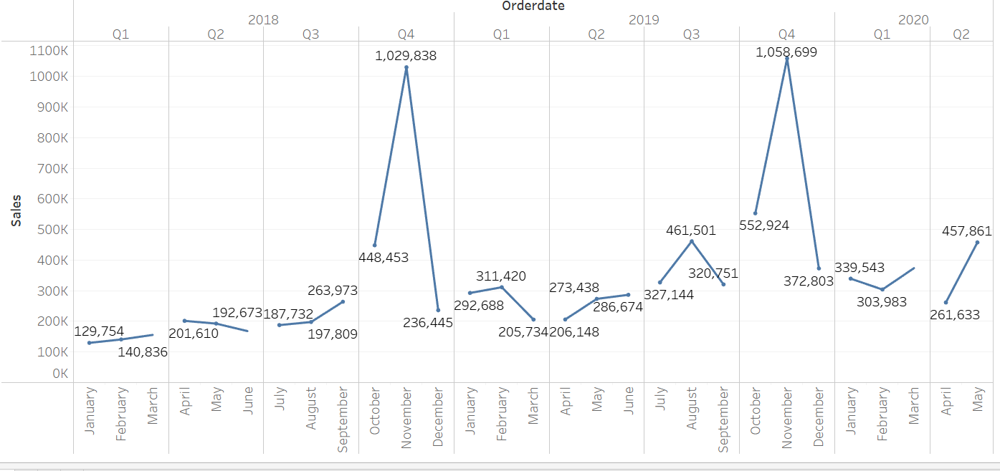 Orderdate
2018 2019 2020
Q1 Q2 Q3 Q4 Q1 Q2 Q3 Q4 Q1 Q2
Sales
1100K
1000K
900K
800K
700K
600K
500K
400K
300K
200K
100K
0K
129,754
140,836
201,610
192,673
187,732
197,809
263,973
448,453
1,029,838
236,445
292,688
311,420
205,734
206,148
273,438
286,674
327,144
461,501
320,751
552,924
1,058,699
372,803
339,543
303,983
261,633
457,861
January
February
March
April
May
June
July
August
September
October
November
December
January
February
March
April
May
June
July
August
September
October
November
December
January
February
March
April
May